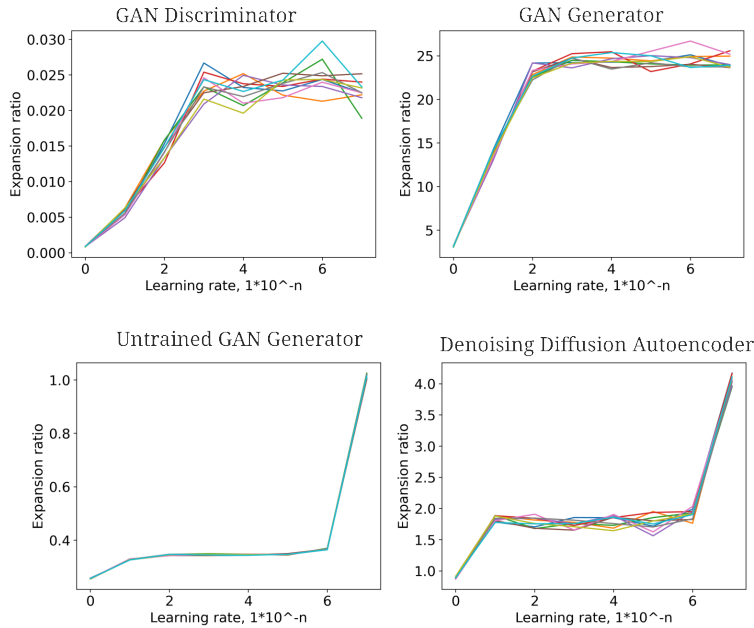 GAN Discriminator
0.030
0.025
0.020
0.015
0.010
0.005
0.000
Expansion ratio
0 2 4 6
Learning rate, 1*10^-n
GAN Generator
25
20
15
10
5
Expansion ratio
0 2 4 6
Learning rate, 1*10^-n
Untrained GAN Generator
1.0
0.8
0.6
0.4
Expansion ratio
0 2 4 6
Learning rate, 1*10^-n
Denoising Diffusion Autoencoder
4.0
3.5
3.0
2.5
2.0
1.5
1.0
Expansion ratio
0 2 4 6
Learning rate, 1*10^-n